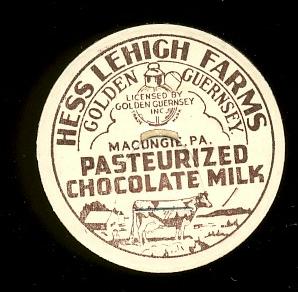 HESS LEHIGH FARMS
GOLDEN GUERNSEY
LICENSED BY
GOLDEN GUERNSEY
INC.
MACUNGIE, PA.
PASTEURIZED
CHOCOLATE MILK